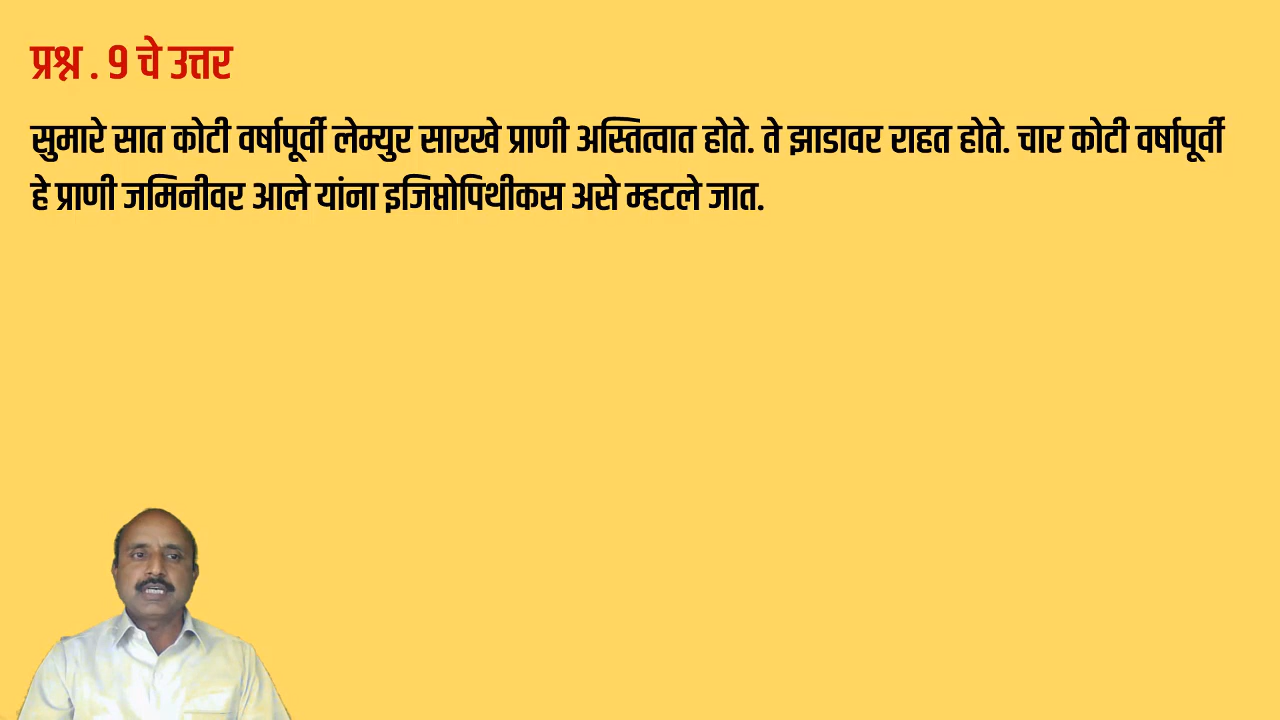 प्रश्न . 9 चे उत्तर
सुमारे सात कोटी वर्षापूर्वी लेम्युर सारखे प्राणी अस्तित्वात होते. ते झाडावर राहत होते. चार कोटी वर्षापूर्वी
हे प्राणी जमिनीवर आले यांना इजिप्तोपिथीकस असे म्हटले जात.